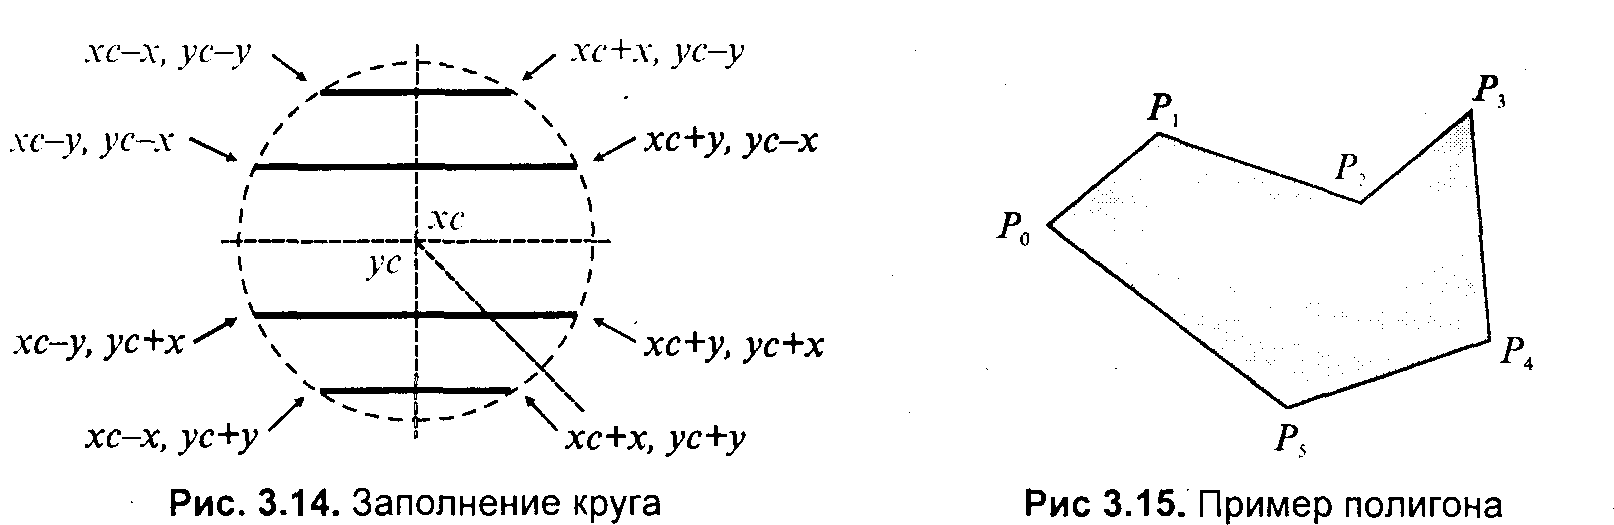 xc–x, yc–y
xc+x, yc–y
xc–y, yc–x
xc+y, yc–x
xc
yc
xc–y, yc+x
xc+y, yc+x
xc–x, yc+y
xc+x, yc+y
Рис. 3.14. Заполнение круга
P₁
P₃
P₂
P₀
P₄
P₅
Рис 3.15. Пример полигона